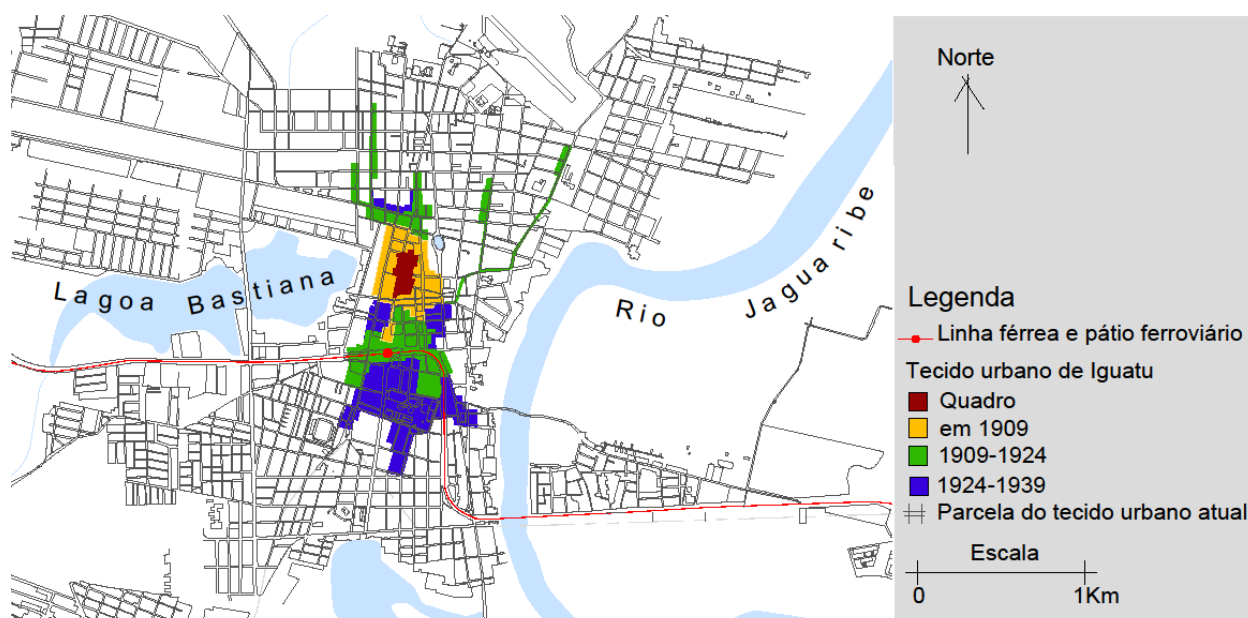 Lagoa Bastiana
Rio Jaguaribe
Norte
Legenda
Linha férrea e pátio ferroviário
Tecido urbano de Iguatu
Quadro
em 1909
1909-1924
1924-1939
Parcela do tecido urbano atual
Escala
0 1Km